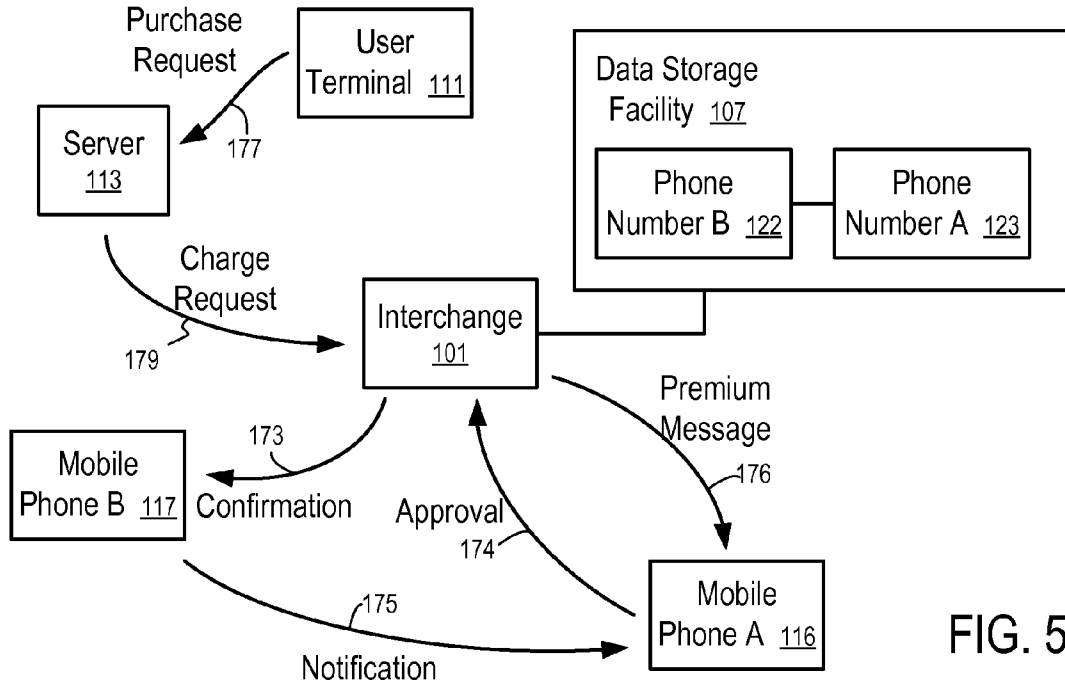 Purchase
Request
User
Terminal 111
177
Server
113
Data Storage
Facility 107
Phone
Number B 122
Phone
Number A 123
Charge
Request
179
Interchange
101
Premium
Message
176
173
Mobile
Phone B 117
Confirmation
Approval
174
175
Notification
Mobile
Phone A 116
FIG. 5